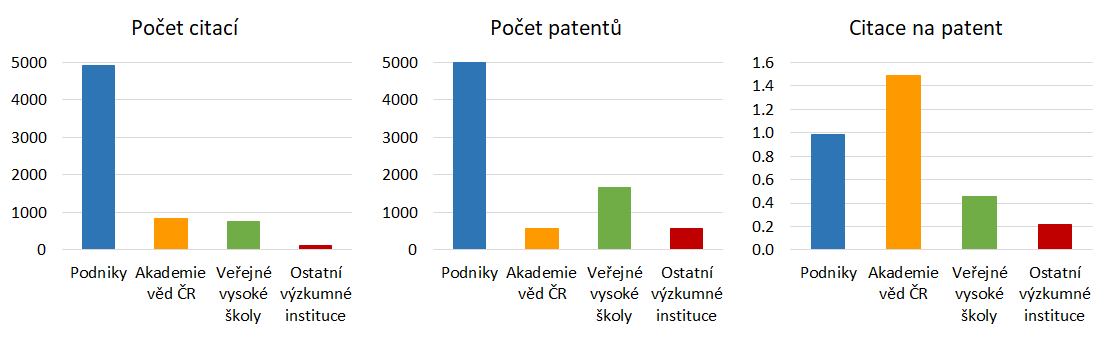 Počet citací
5000
4000
3000
2000
1000
0
Podniky
Akademie
věd ČR
Veřejné
vysoké
školy
Ostatní
výzkumné
instituce
Počet patentů
5000
4000
3000
2000
1000
0
Podniky
Akademie
věd ČR
Veřejné
vysoké
školy
Ostatní
výzkumné
instituce
Citace na patent
1.6
1.4
1.2
1.0
0.8
0.6
0.4
0.2
0.0
Podniky
Akademie
věd ČR
Veřejné
vysoké
školy
Ostatní
výzkumné
instituce